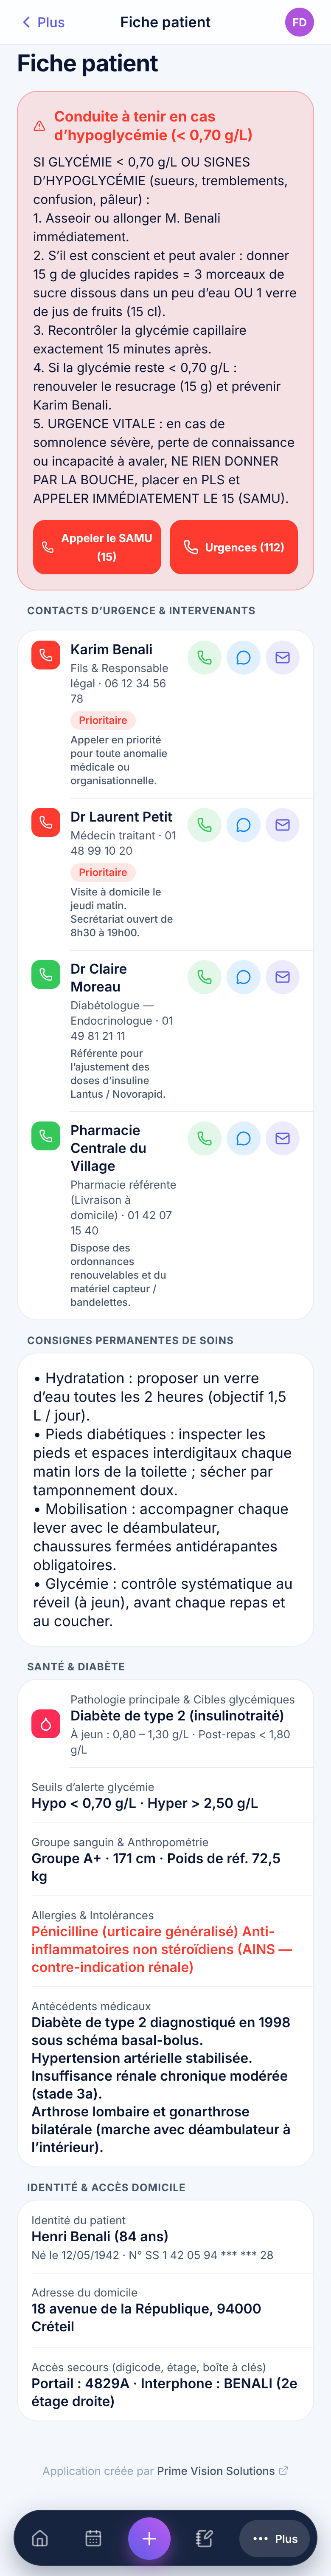 Plus
Fiche patient
FD
Fiche patient
Conduite à tenir en cas
d’hypoglycémie (< 0,70 g/L)
SI GLYCÉMIE < 0,70 g/L OU SIGNES
D’HYPOGLYCÉMIE (sueurs, tremblements,
confusion, pâleur) :
1. Asseoir ou allonger M. Benali
immédiatement.
2. S’il est conscient et peut avaler : donner
15 g de glucides rapides = 3 morceaux de
sucre dissous dans un peu d’eau OU 1 verre
de jus de fruits (15 cl).
3. Recontrôler la glycémie capillaire
exactement 15 minutes après.
4. Si la glycémie reste < 0,70 g/L :
renouveler le resucrage (15 g) et prévenir
Karim Benali.
5. URGENCE VITALE : en cas de
somnolence sévère, perte de connaissance
ou incapacité à avaler, NE RIEN DONNER
PAR LA BOUCHE, placer en PLS et
APPELER IMMÉDIATEMENT LE 15 (SAMU).
Appeler le SAMU
(15)
Urgences (112)
CONTACTS D’URGENCE & INTERVENANTS
Karim Benali
Fils & Responsable
légal · 06 12 34 56
78
Prioritaire
Appeler en priorité
pour toute anomalie
médicale ou
organisationnelle.
Dr Laurent Petit
Médecin traitant · 01
48 99 10 20
Prioritaire
Visite à domicile le
jeudi matin.
Secrétariat ouvert de
8h30 à 19h00.
Dr Claire
Moreau
Diabétologue —
Endocrinologue · 01
49 81 21 11
Référente pour
l’ajustement des
doses d’insuline
Lantus / Novorapid.
Pharmacie
Centrale du
Village
Pharmacie référente
(Livraison à
domicile) · 01 42 07
15 40
Dispose des
ordonnances
renouvelables et du
matériel capteur /
bandelettes.
CONSIGNES PERMANENTES DE SOINS
• Hydratation : proposer un verre
d’eau toutes les 2 heures (objectif 1,5
L / jour).
• Pieds diabétiques : inspecter les
pieds et espaces interdigitaux chaque
matin lors de la toilette ; sécher par
tamponnement doux.
• Mobilisation : accompagner chaque
lever avec le déambulateur,
chaussures fermées antidérapantes
obligatoires.
• Glycémie : contrôle systématique au
réveil (à jeun), avant chaque repas et
au coucher.
SANTÉ & DIABÈTE
Pathologie principale & Cibles glycémiques
Diabète de type 2 (insulinotraité)
À jeun : 0,80 – 1,30 g/L · Post-repas < 1,80
g/L
Seuils d’alerte glycémie
Hypo < 0,70 g/L · Hyper > 2,50 g/L
Groupe sanguin & Anthropométrie
Groupe A+ · 171 cm · Poids de réf. 72,5
kg
Allergies & Intolérances
Pénicilline (urticaire généralisé) Anti-
inflammatoires non stéroïdiens (AINS —
contre-indication rénale)
Antécédents médicaux
Diabète de type 2 diagnostiqué en 1998
sous schéma basal-bolus.
Hypertension artérielle stabilisée.
Insuffisance rénale chronique modérée
(stade 3a).
Arthrose lombaire et gonarthrose
bilatérale (marche avec déambulateur à
l’intérieur).
IDENTITÉ & ACCÈS DOMICILE
Identité du patient
Henri Benali (84 ans)
Né le 12/05/1942 · N° SS 1 42 05 94 *** *** 28
Adresse du domicile
18 avenue de la République, 94000
Créteil
Accès secours (digicode, étage, boîte à clés)
Portail : 4829A · Interphone : BENALI (2e
étage droite)
Application créée par Prime Vision Solutions
Plus